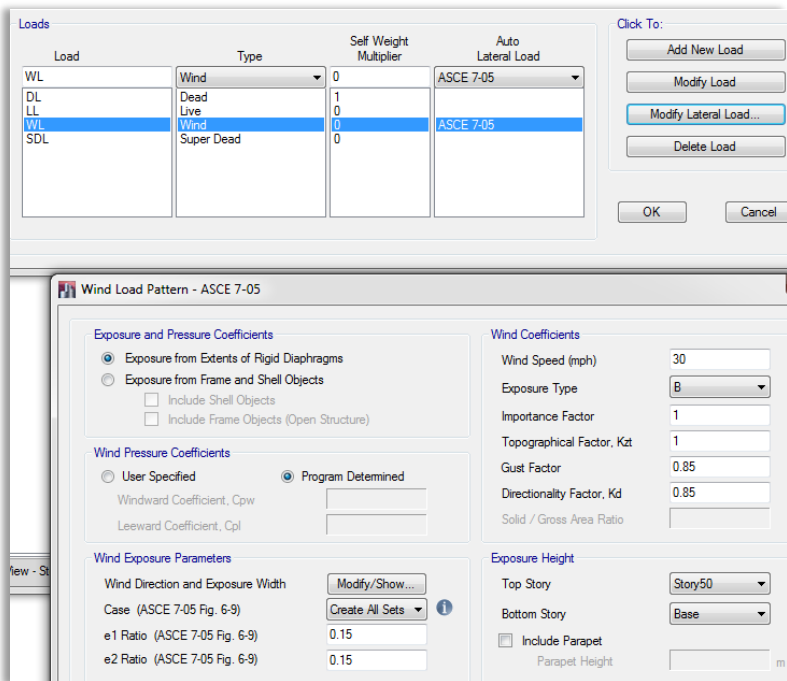 Loads
Click To:
Load
Type
Self Weight
Multiplier
Auto
Lateral Load
WL
Wind
0
ASCE 7-05
DL
Dead
1
LL
Live
0
WL
Wind
0
ASCE 7-05
SDL
Super Dead
0
Add New Load
Modify Load
Modify Lateral Load...
Delete Load
OK
Cancel
Wind Load Pattern - ASCE 7-05
Exposure and Pressure Coefficients
Exposure from Extents of Rigid Diaphragms
Exposure from Frame and Shell Objects
Include Shell Objects
Include Frame Objects (Open Structure)
Wind Pressure Coefficients
User Specified
Program Determined
Windward Coefficient, Cpw
Leeward Coefficient, Cpl
Wind Exposure Parameters
Wind Direction and Exposure Width
Modify/Show...
Case (ASCE 7-05 Fig. 6-9)
Create All Sets
e1 Ratio (ASCE 7-05 Fig. 6-9)
0.15
e2 Ratio (ASCE 7-05 Fig. 6-9)
0.15
Wind Coefficients
Wind Speed (mph)
30
Exposure Type
B
Importance Factor
1
Topographical Factor, Kzt
1
Gust Factor
0.85
Directionality Factor, Kd
0.85
Solid / Gross Area Ratio
Exposure Height
Top Story
Story50
Bottom Story
Base
Include Parapet
Parapet Height
m